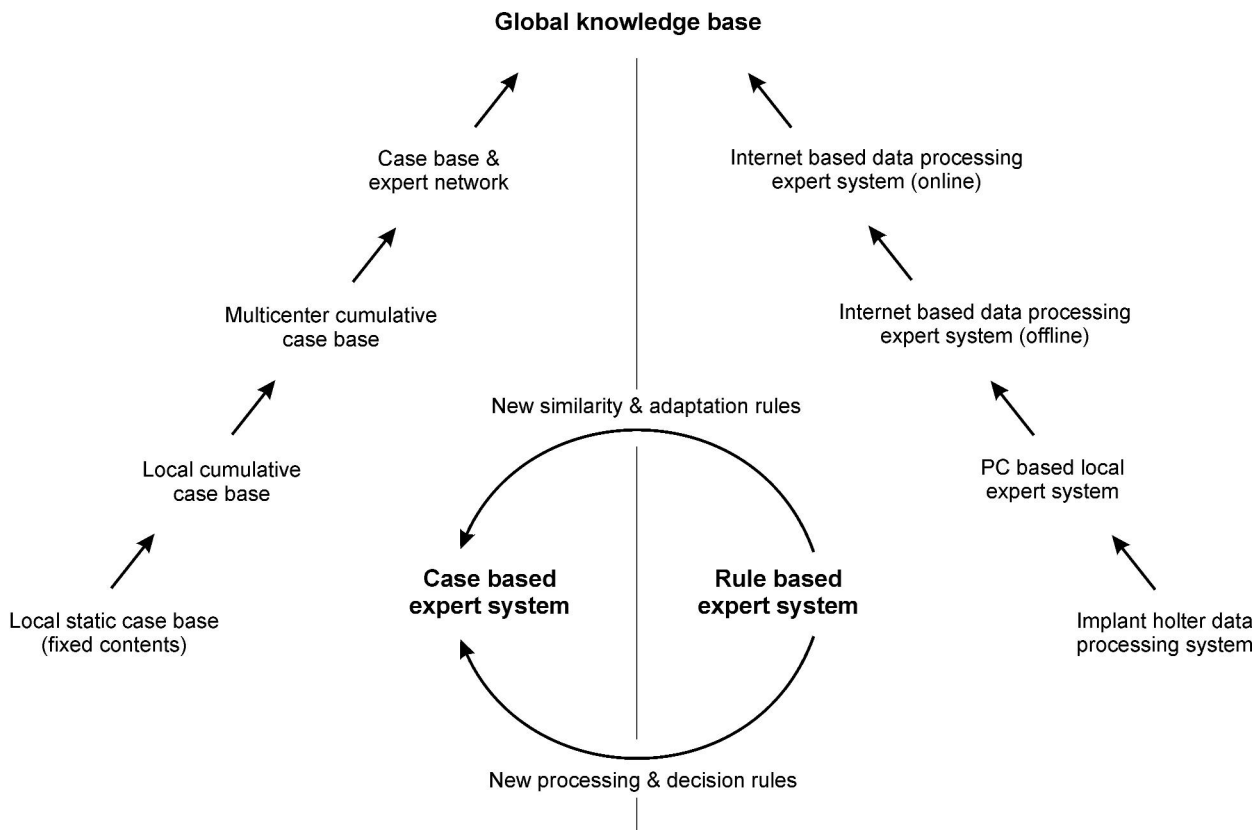 Global knowledge base
Case base &
expert network
Internet based data processing
expert system (online)
Multicenter cumulative
case base
Internet based data processing
expert system (offline)
New similarity & adaptation rules
Local cumulative
case base
PC based local
expert system
Case based
expert system
Rule based
expert system
Local static case base
(fixed contents)
Implant holter data
processing system
New processing & decision rules